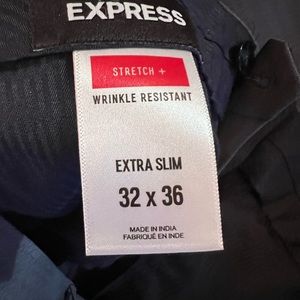 EXPRESS
STRETCH +
WRINKLE RESISTANT
EXTRA SLIM
32 x 36
MADE IN INDIA
FABRIQUÉ EN INDE